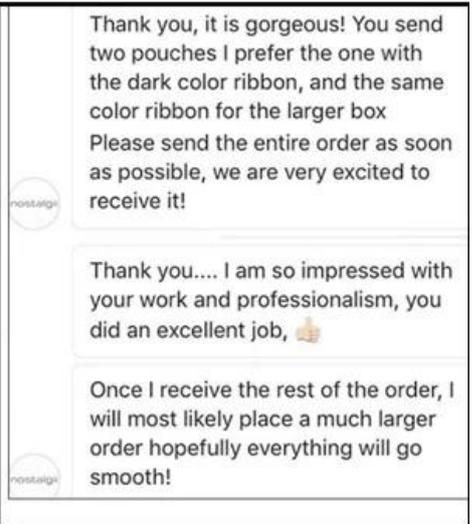 Thank you, it is gorgeous! You send
two pouches I prefer the one with
the dark color ribbon, and the same
color ribbon for the larger box
Please send the entire order as soon
as possible, we are very excited to
receive it!
nostalgi
Thank you.... I am so impressed with
your work and professionalism, you
did an excellent job, 👍🏻
Once I receive the rest of the order, I
will most likely place a much larger
order hopefully everything will go
smooth!
nostalgi